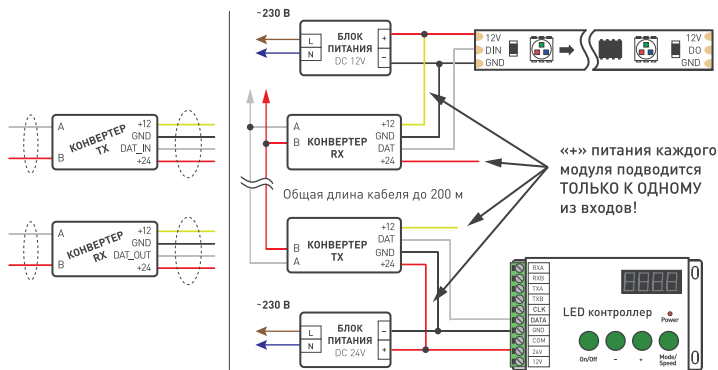 A
B
КОНВЕРТЕР
TX
+12
GND
DAT_IN
+24
A
B
КОНВЕРТЕР
RX
+12
GND
DAT_OUT
+24
~230 В
L
N
БЛОК
ПИТАНИЯ
DC 12V
+
–
12V
DIN
GND
12V
DO
GND
A
B
КОНВЕРТЕР
RX
+12
GND
DAT
+24
«+» питания каждого
модуля подводится
ТОЛЬКО К ОДНОМУ
из входов!
Общая длина кабеля до 200 м
B
A
КОНВЕРТЕР
TX
+12
DAT
GND
+24
~230 В
L
N
БЛОК
ПИТАНИЯ
DC 24V
–
+
RXA
RXB
TXA
TXB
CLK
DATA
GND
COM
24V
12V
8888
LED контроллер
Power
On/Off
–
+
Mode/
Speed